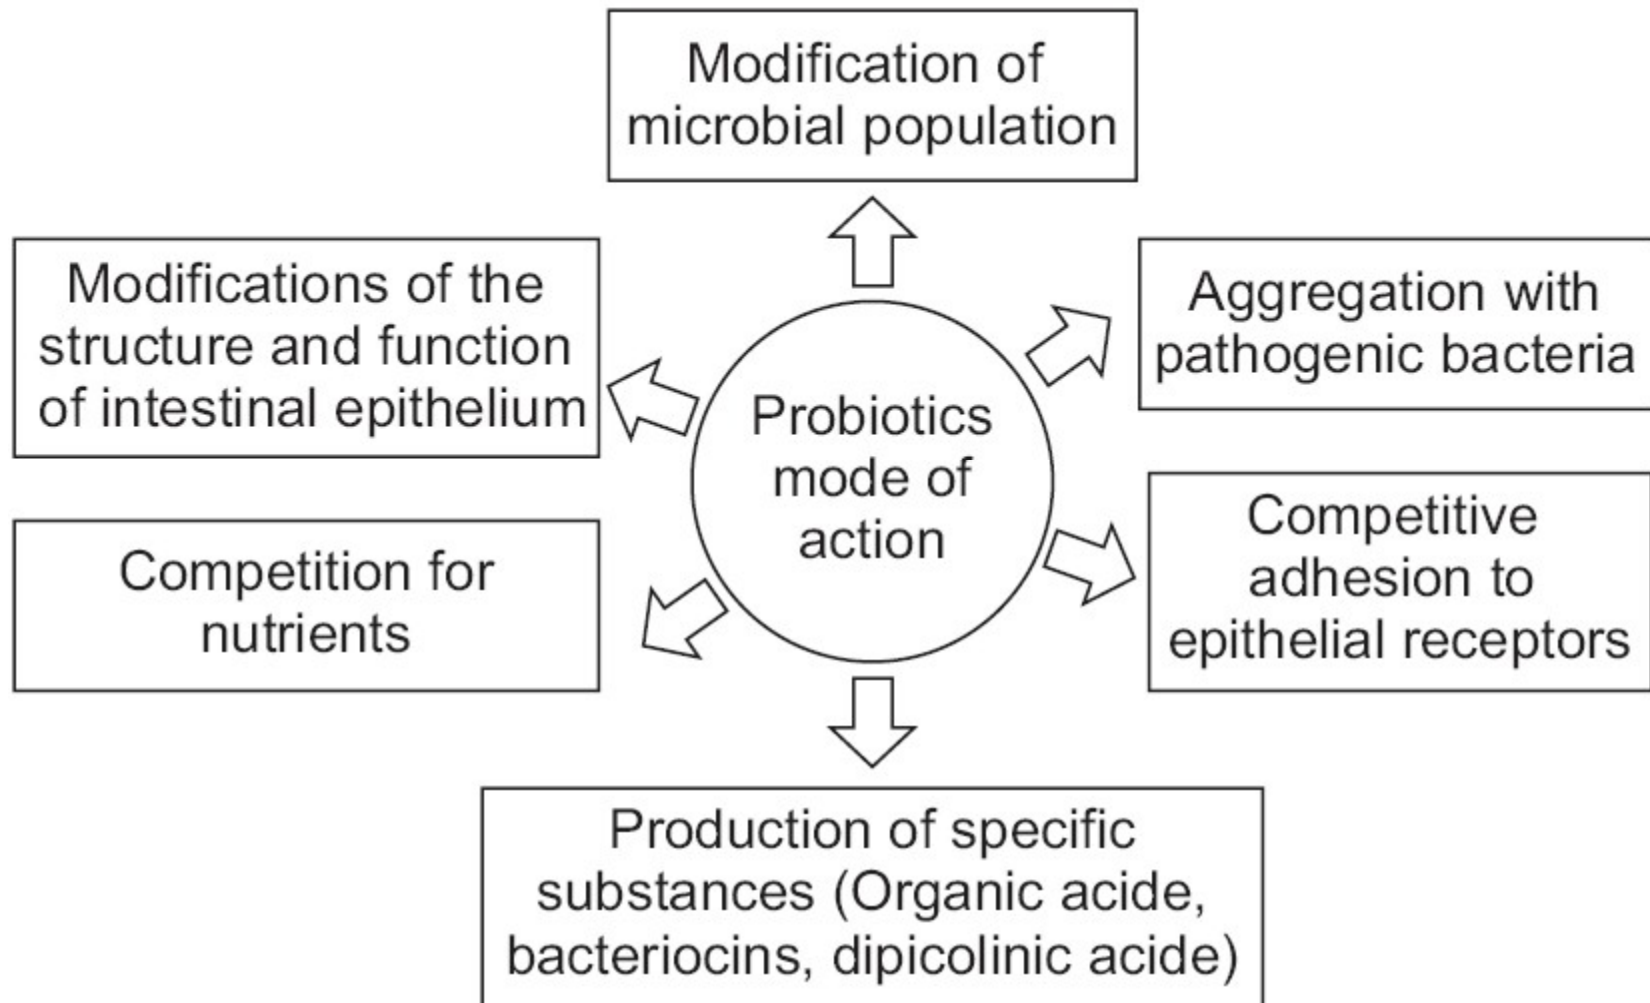 Modification of
microbial population
Modifications of the
structure and function
of intestinal epithelium
Aggregation with
pathogenic bacteria
Probiotics
mode of
action
Competition for
nutrients
Competitive
adhesion to
epithelial receptors
Production of specific
substances (Organic acide,
bacteriocins, dipicolinic acide)